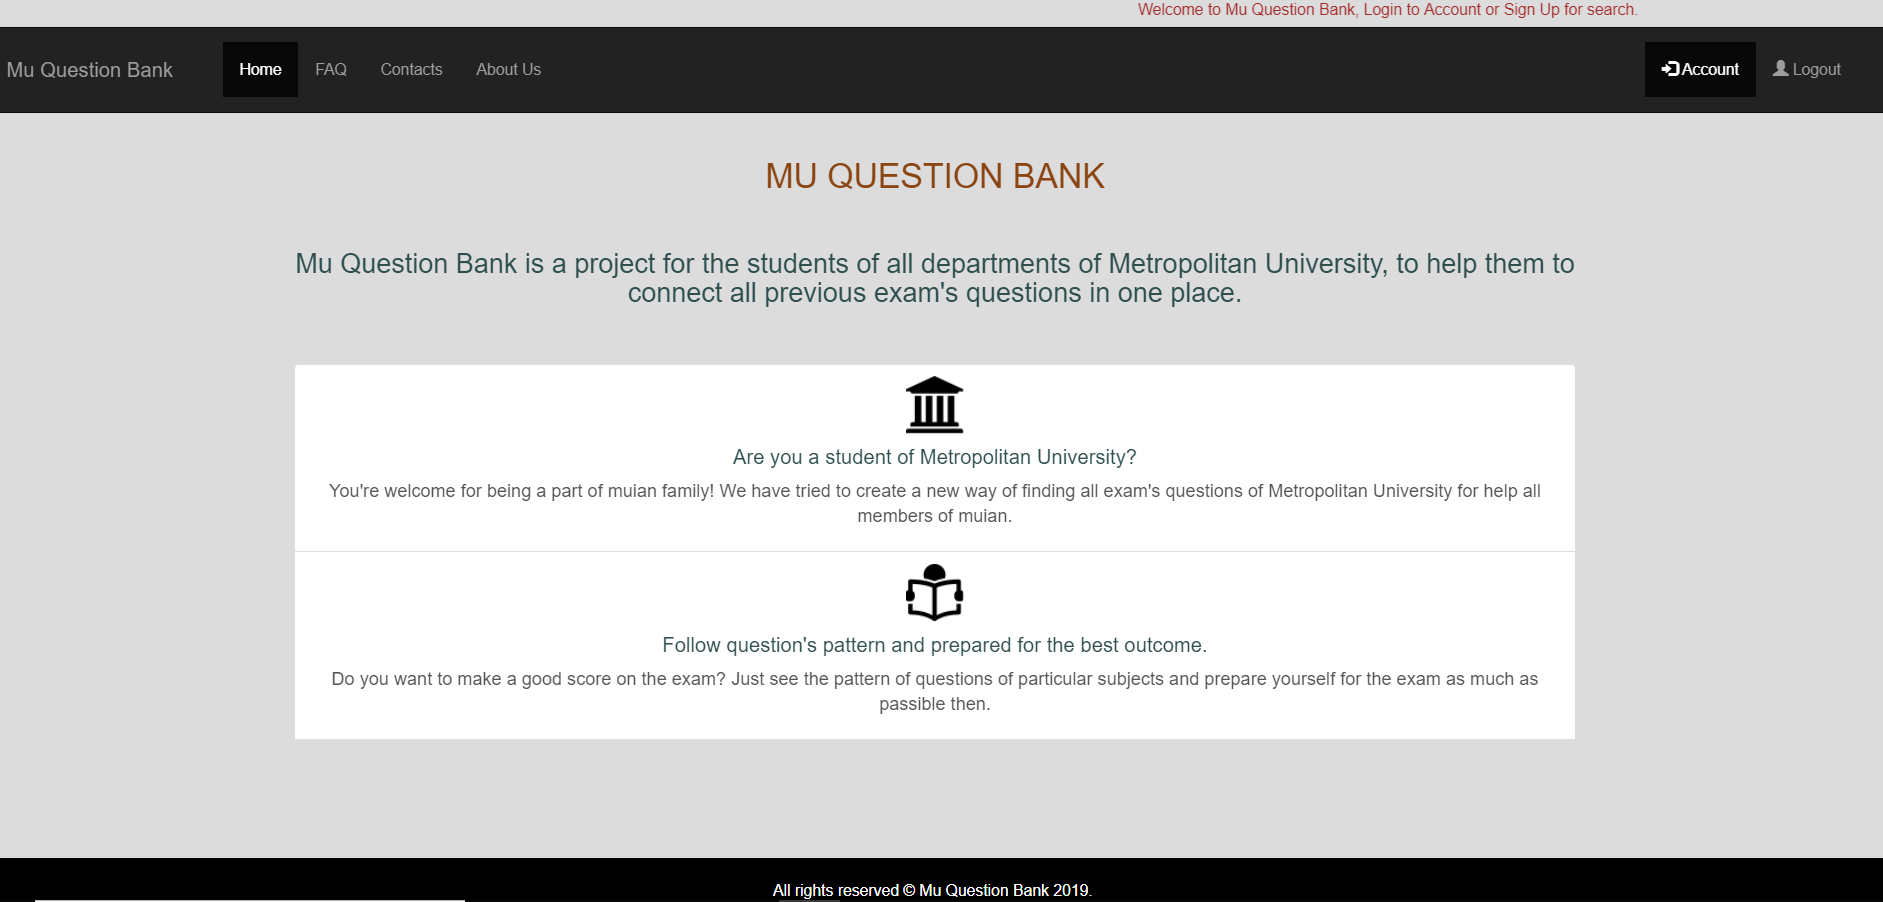 Welcome to Mu Question Bank, Login to Account or Sign Up for search.
Mu Question Bank
Home
FAQ
Contacts
About Us
Account
Logout
MU QUESTION BANK
Mu Question Bank is a project for the students of all departments of Metropolitan University, to help them to
connect all previous exam's questions in one place.
Are you a student of Metropolitan University?
You're welcome for being a part of muian family! We have tried to create a new way of finding all exam's questions of Metropolitan University for help all
members of muian.
Follow question's pattern and prepared for the best outcome.
Do you want to make a good score on the exam? Just see the pattern of questions of particular subjects and prepare yourself for the exam as much as
passible then.
All rights reserved © Mu Question Bank 2019.